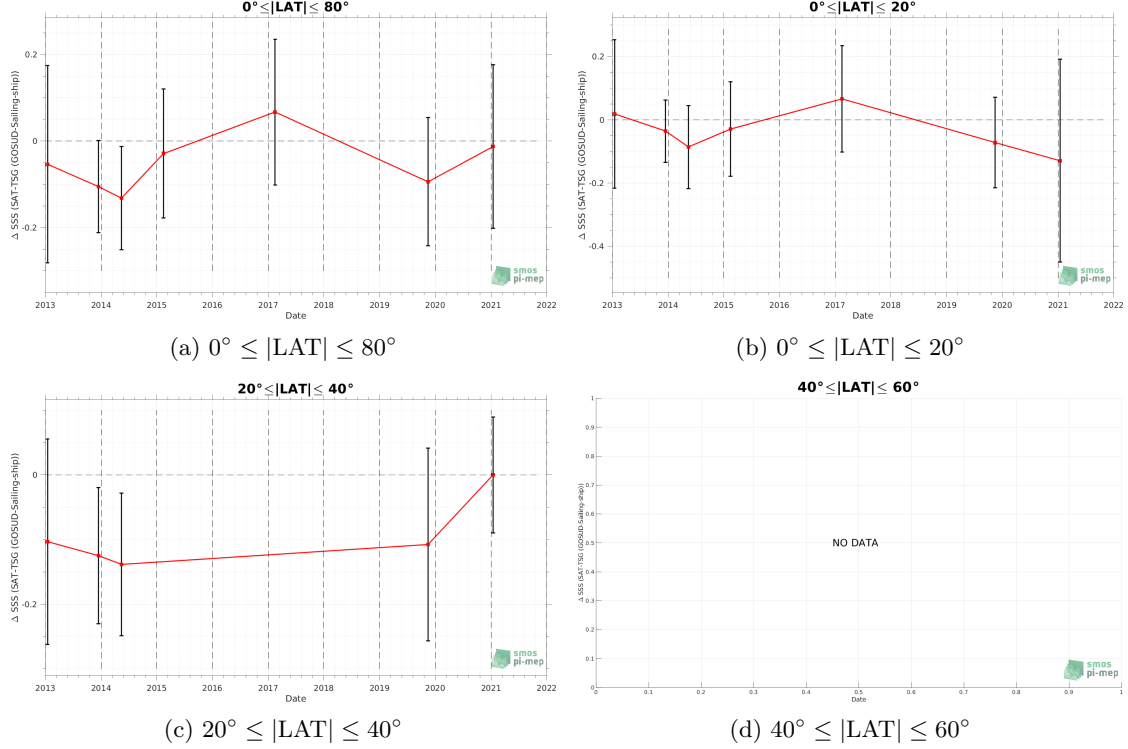 0°≤|LAT|≤ 80°
Δ SSS (SAT-TSG (GOSUD-Sailing-ship))
0.2
0
-0.2
smos
pi-mep
2013 2014 2015 2016 2017 2018 2019 2020 2021 2022
Date
(a) 0° ≤ |LAT| ≤ 80°
0°≤|LAT|≤ 20°
Δ SSS (SAT-TSG (GOSUD-Sailing-ship))
0.2
0
-0.2
-0.4
smos
pi-mep
2013 2014 2015 2016 2017 2018 2019 2020 2021 2022
Date
(b) 0° ≤ |LAT| ≤ 20°
20°≤|LAT|≤ 40°
Δ SSS (SAT-TSG (GOSUD-Sailing-ship))
0
-0.2
smos
pi-mep
2013 2014 2015 2016 2017 2018 2019 2020 2021 2022
Date
(c) 20° ≤ |LAT| ≤ 40°
40°≤|LAT|≤ 60°
Δ SSS (SAT-TSG (GOSUD-Sailing-ship))
1
0.9
0.8
0.7
0.6
0.5
0.4
0.3
0.2
0.1
0
NO DATA
smos
pi-mep
0 0.1 0.2 0.3 0.4 0.5 0.6 0.7 0.8 0.9 1
Date
(d) 40° ≤ |LAT| ≤ 60°